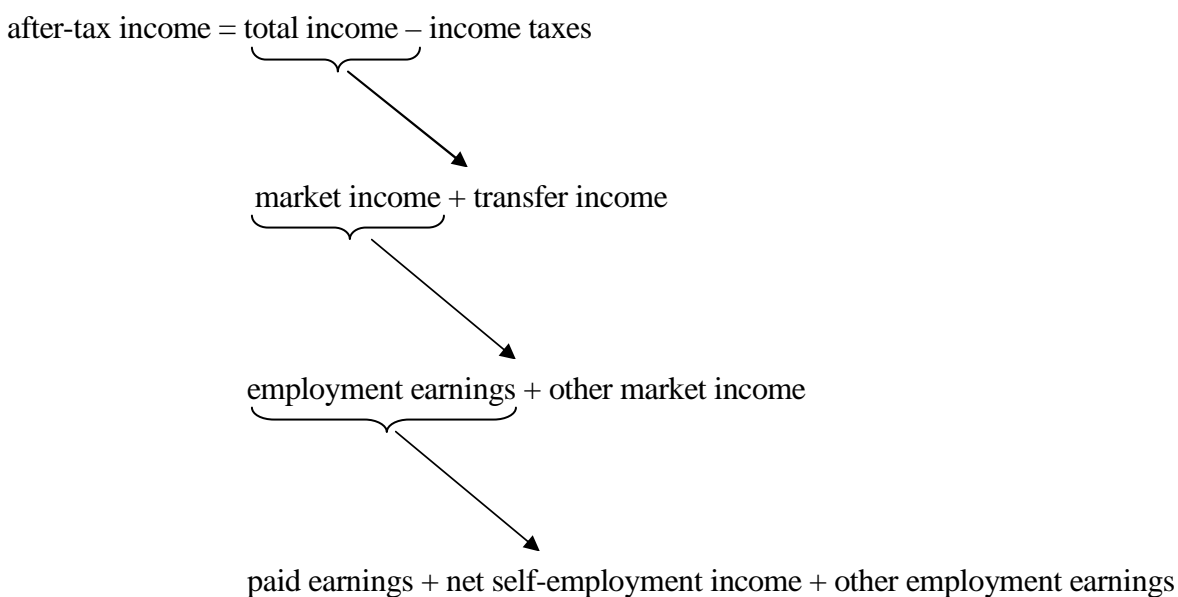 after-tax income = total income – income taxes
market income + transfer income
employment earnings + other market income
paid earnings + net self-employment income + other employment earnings